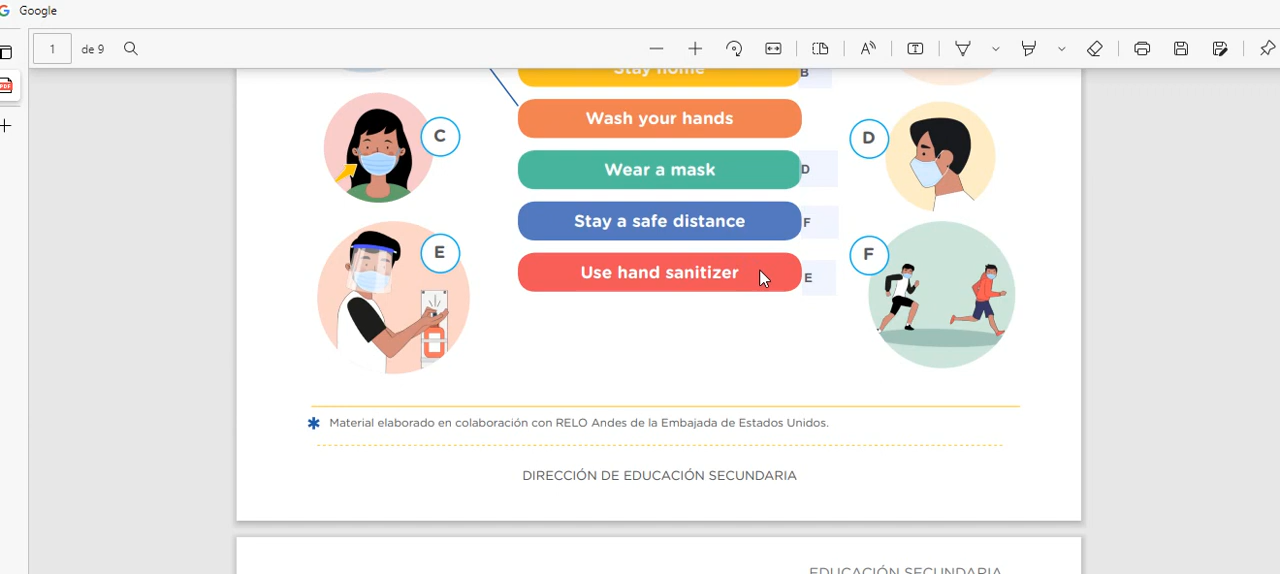 Google
1 de 9
Stay home B
Wash your hands
C
D
Wear a mask D
Stay a safe distance F
E
F
Use hand sanitizer E
* Material elaborado en colaboración con RELO Andes de la Embajada de Estados Unidos.
DIRECCIÓN DE EDUCACIÓN SECUNDARIA
EDUCACIÓN SECUNDARIA